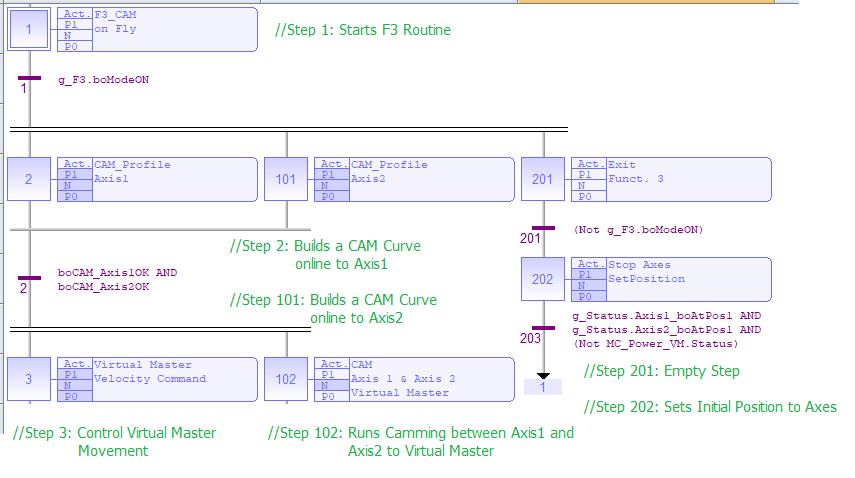 1
Act.
P1
N
P0
F3_CAM
on Fly
//Step 1: Starts F3 Routine
1
g_F3.boModeON
2
Act.
P1
N
P0
CAM_Profile
Axis1
101
Act.
P1
N
P0
CAM_Profile
Axis2
201
Act.
P1
N
P0
Exit
Funct. 3
201
(Not g_F3.boModeON)
//Step 2: Builds a CAM Curve
online to Axis1
2
boCAM_Axis1OK AND
boCAM_Axis2OK
//Step 101: Builds a CAM Curve
online to Axis2
202
Act.
P1
N
P0
Stop Axes
SetPosition
203
g_Status.Axis1_boAtPos1 AND
g_Status.Axis2_boAtPos1 AND
(Not MC_Power_VM.Status)
1
3
Act.
P1
N
P0
Virtual Master
Velocity Command
102
Act.
P1
N
P0
CAM
Axis 1 & Axis 2
Virtual Master
//Step 201: Empty Step
//Step 202: Sets Initial Position to Axes
//Step 3: Control Virtual Master
Movement
//Step 102: Runs Camming between Axis1 and
Axis2 to Virtual Master